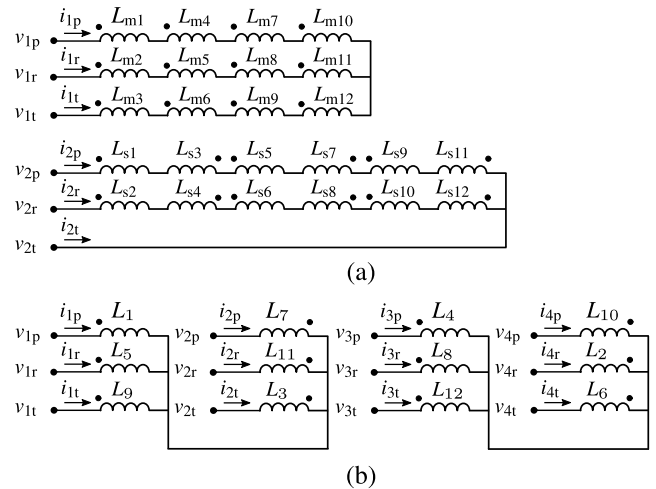 i1p Lm1 Lm4 Lm7 Lm10
v1p
i1r Lm2 Lm5 Lm8 Lm11
v1r
i1t Lm3 Lm6 Lm9 Lm12
v1t
i2p Ls1 Ls3 Ls5 Ls7 Ls9 Ls11
v2p
i2r Ls2 Ls4 Ls6 Ls8 Ls10 Ls12
v2r
i2t
v2t
(a)
i1p L1 i2p L7 i3p L4 i4p L10
v1p v2p v3p v4p
i1r L5 i2r L11 i3r L8 i4r L2
v1r v2r v3r v4r
i1t L9 i2t L3 i3t L12 i4t L6
v1t v2t v3t v4t
(b)